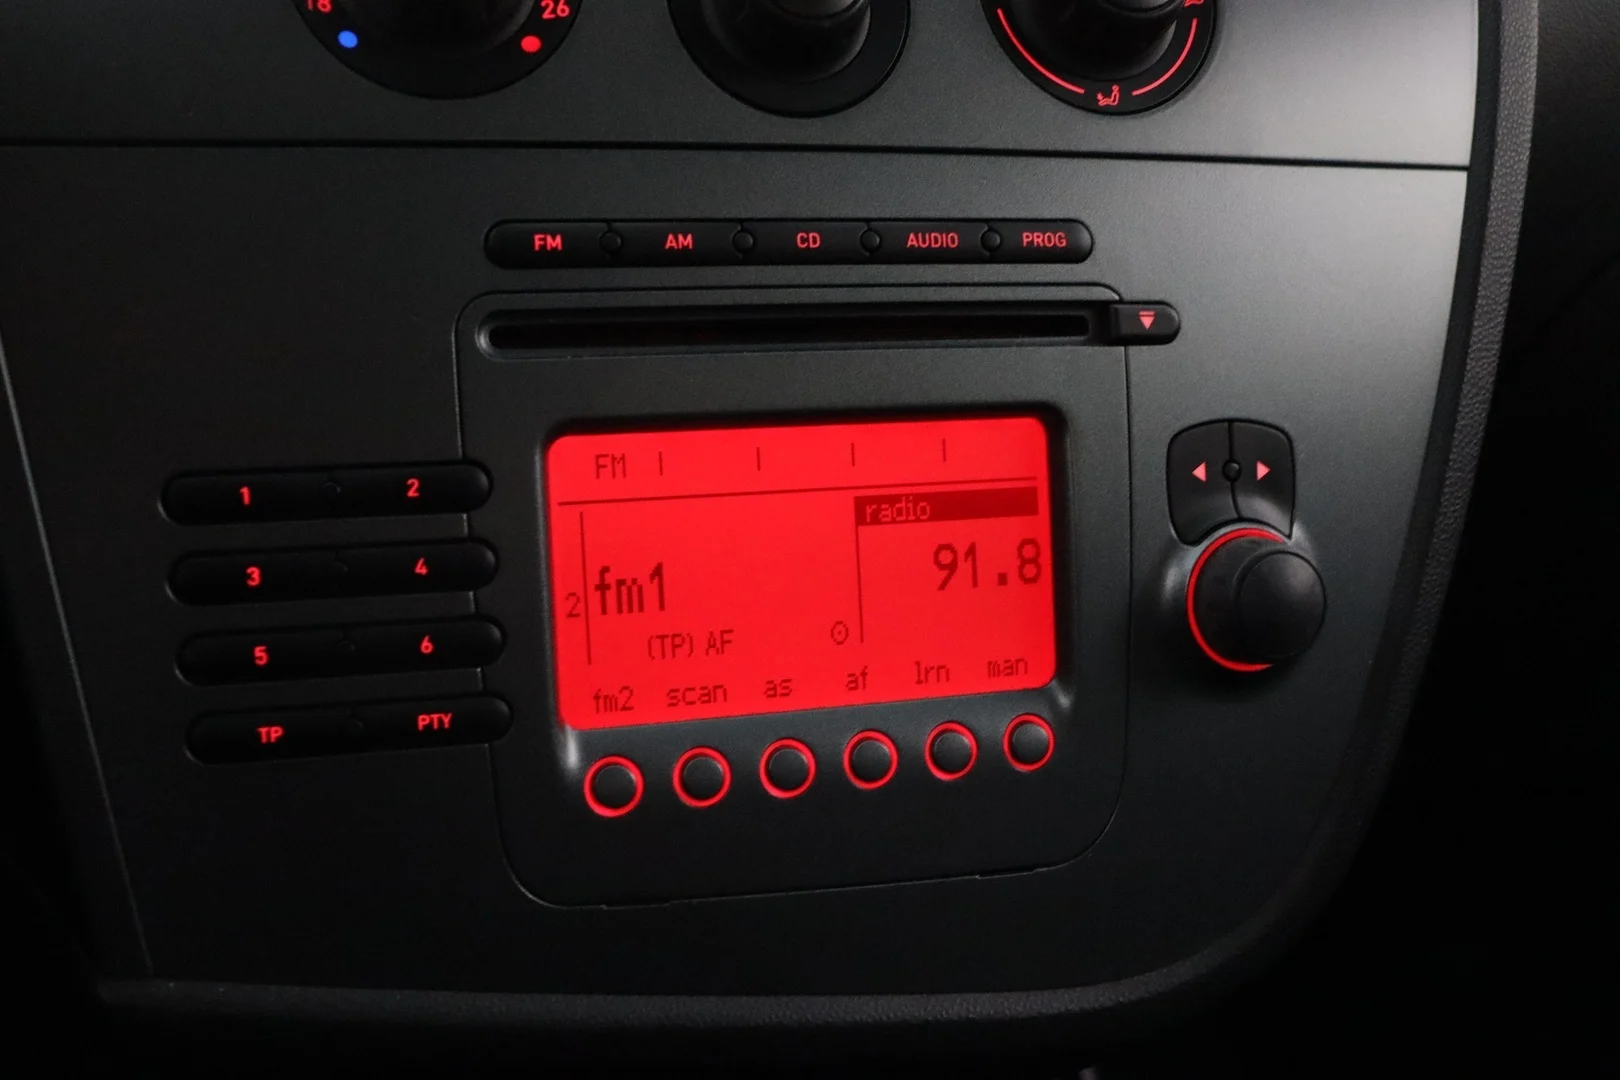 18 26
FM AM CD AUDIO PROG
FM
radio
91.8
2 fm1
(TP) AF
fm2 scan as af lrn man
1 2
3 4
5 6
TP PTY